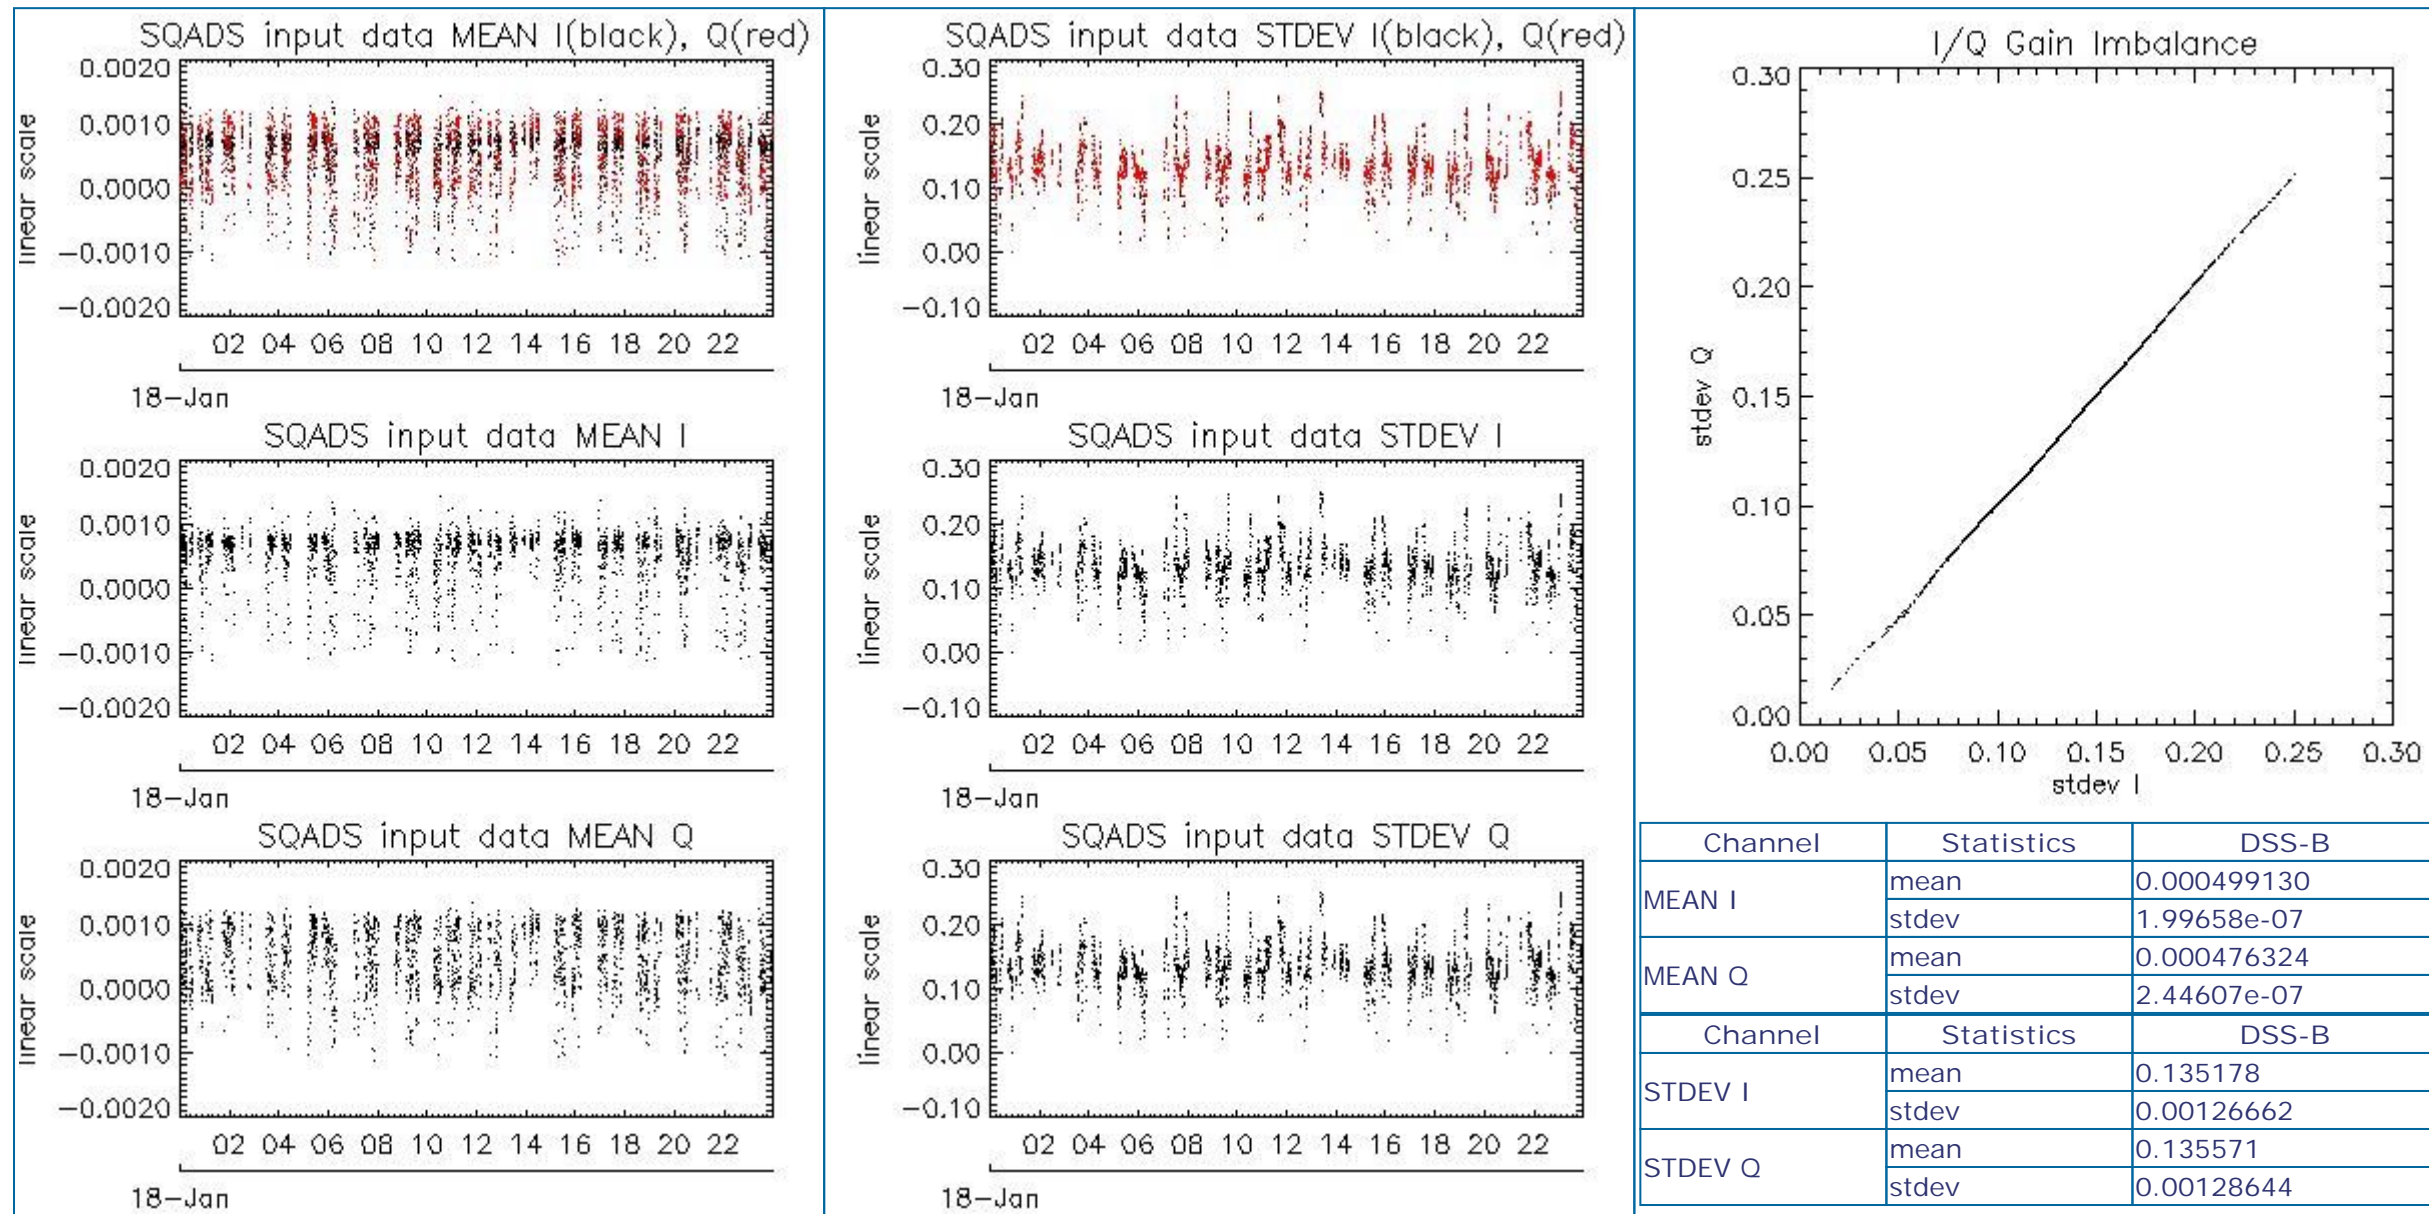 SQADS input data MEAN I(black), Q(red)
linear scale
0.0020
0.0010
0.0000
−0.0010
−0.0020
02 04 06 08 10 12 14 16 18 20 22
18−Jan
SQADS input data MEAN I
linear scale
0.0020
0.0010
0.0000
−0.0010
−0.0020
02 04 06 08 10 12 14 16 18 20 22
18−Jan
SQADS input data MEAN Q
linear scale
0.0020
0.0010
0.0000
−0.0010
−0.0020
02 04 06 08 10 12 14 16 18 20 22
18−Jan
SQADS input data STDEV I(black), Q(red)
linear scale
0.30
0.20
0.10
0.00
−0.10
02 04 06 08 10 12 14 16 18 20 22
18−Jan
SQADS input data STDEV I
linear scale
0.30
0.20
0.10
0.00
−0.10
02 04 06 08 10 12 14 16 18 20 22
18−Jan
SQADS input data STDEV Q
linear scale
0.30
0.20
0.10
0.00
−0.10
02 04 06 08 10 12 14 16 18 20 22
18−Jan
I/Q Gain Imbalance
stdev Q
0.30
0.25
0.20
0.15
0.10
0.05
0.00
0.00 0.05 0.10 0.15 0.20 0.25 0.30
stdev I
Channel Statistics DSS-B
MEAN I mean 0.000499130
stdev 1.99658e-07
MEAN Q mean 0.000476324
stdev 2.44607e-07
Channel Statistics DSS-B
STDEV I mean 0.135178
stdev 0.00126662
STDEV Q mean 0.135571
stdev 0.00128644